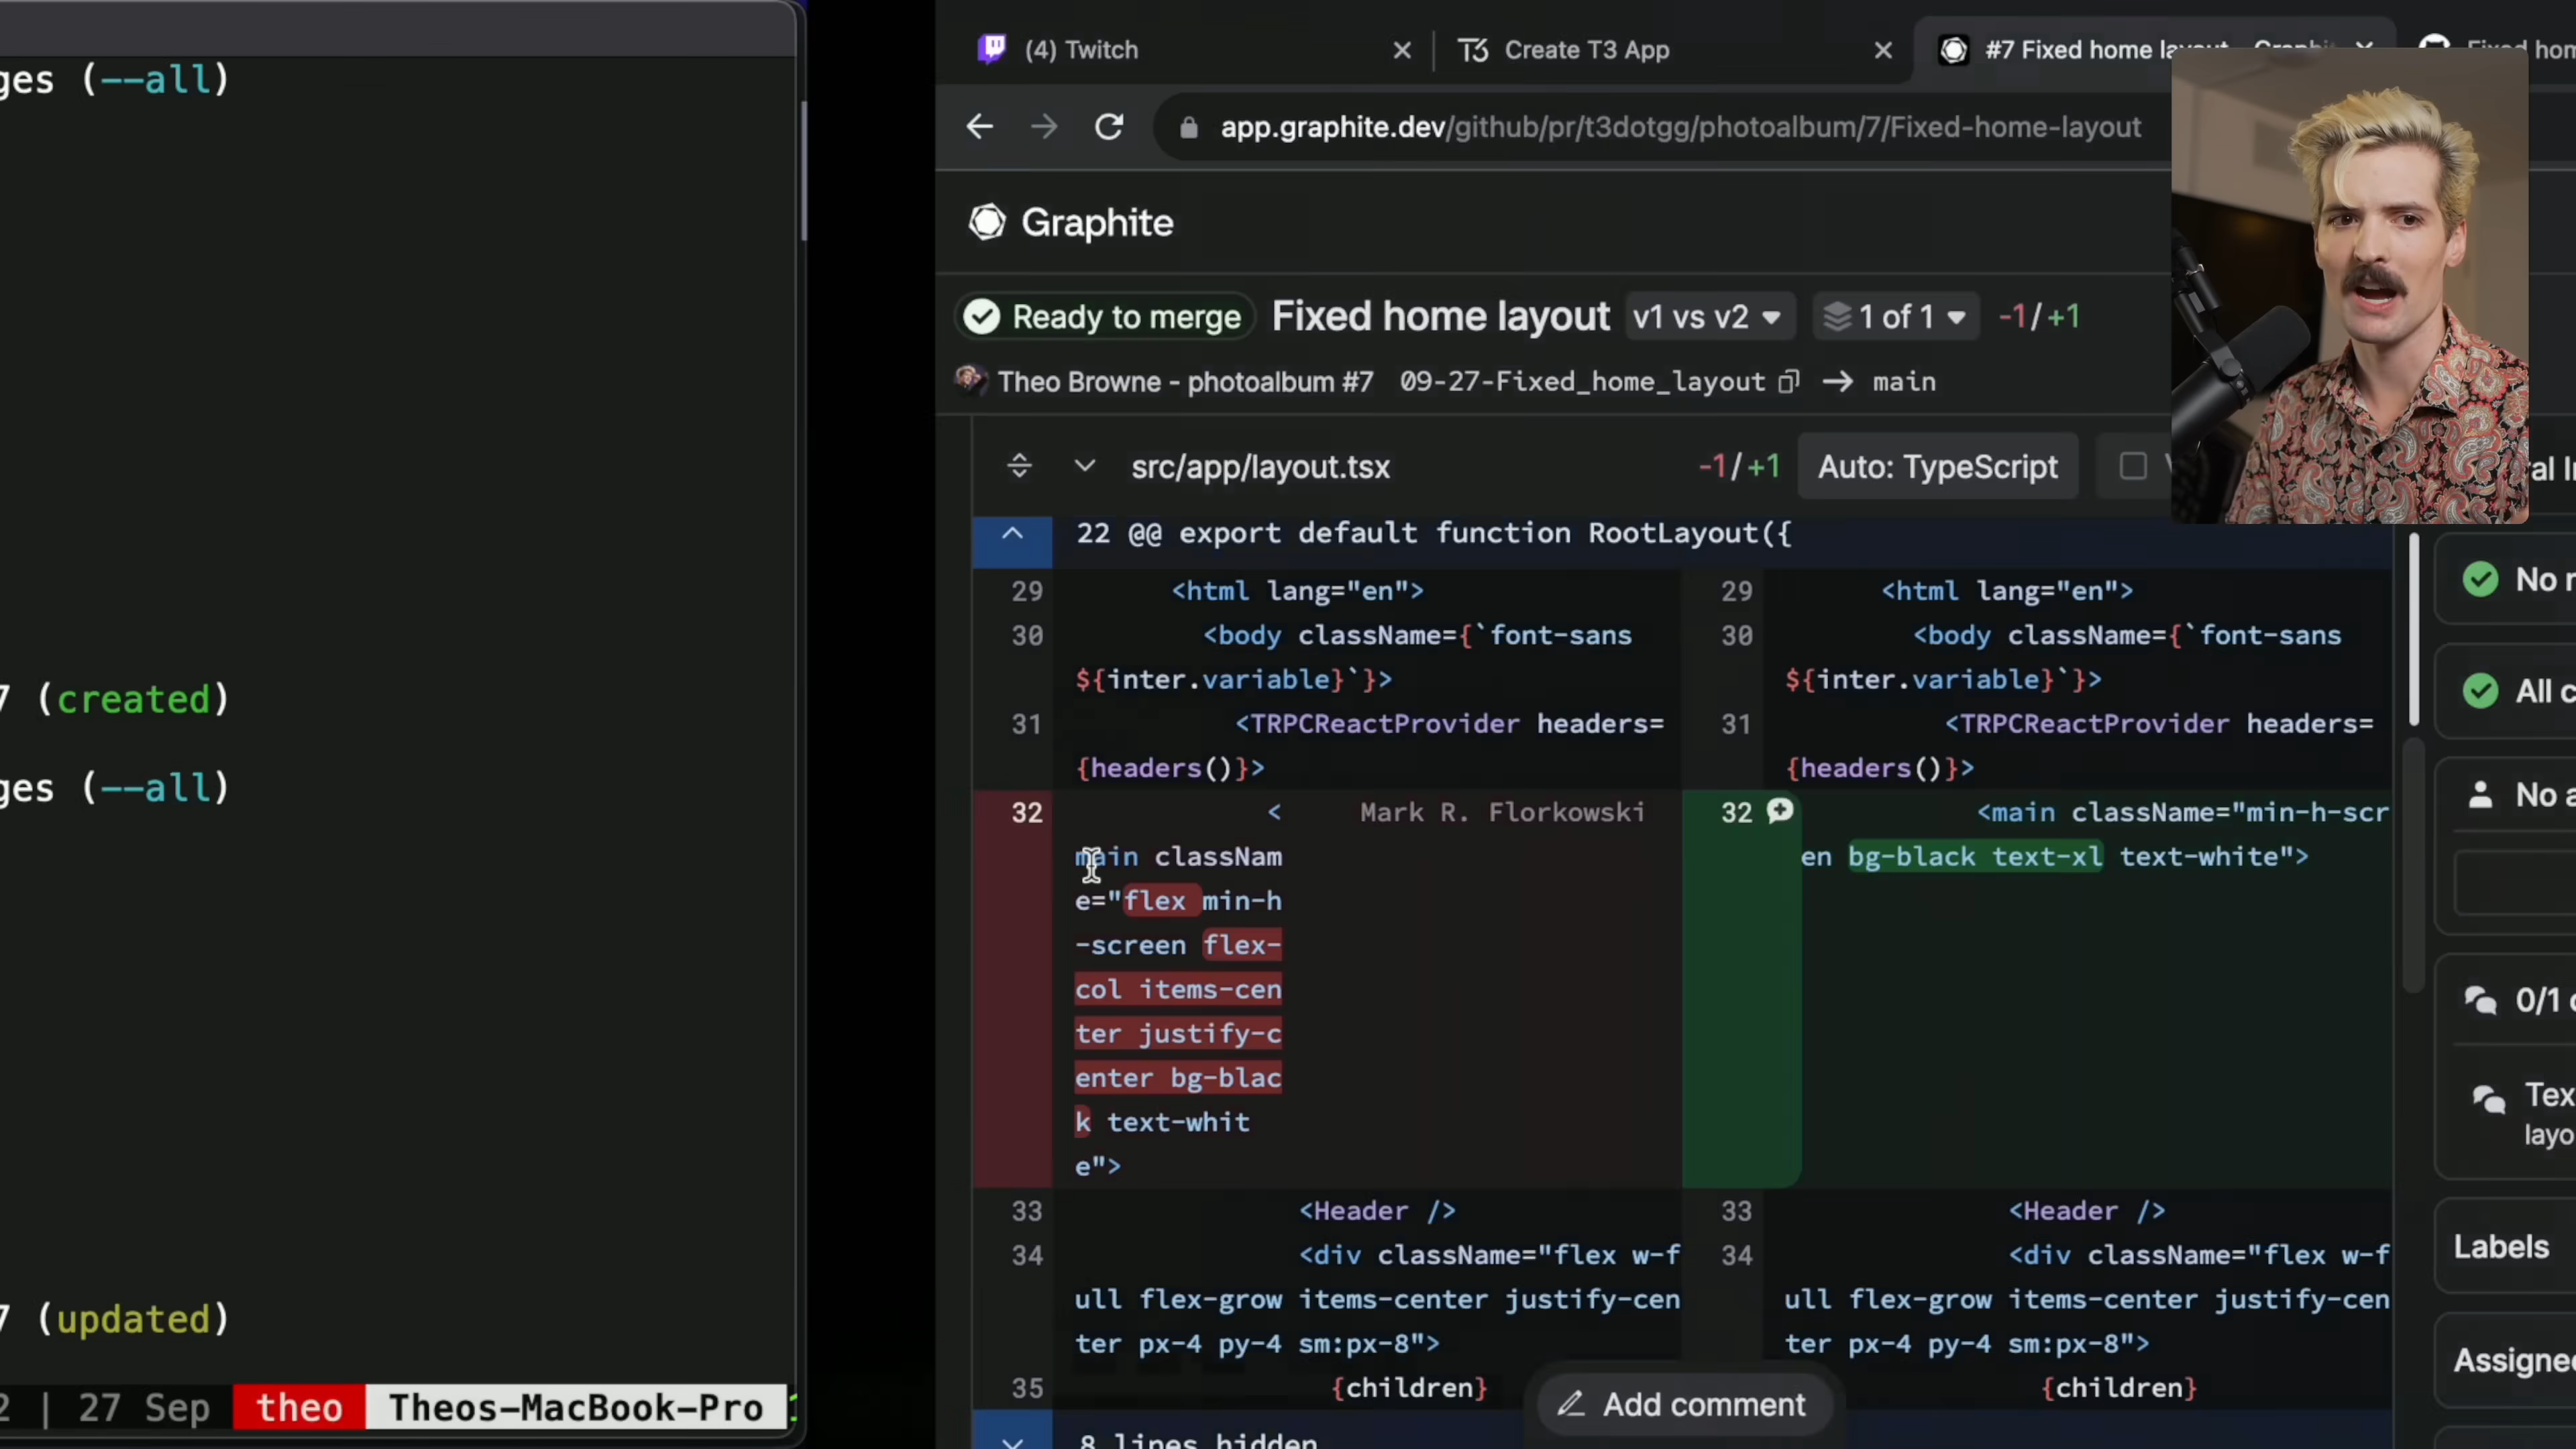 ges (--all)
7 (created)
ges (--all)
7 (updated)
2 | 27 Sep theo Theos-MacBook-Pro
(4) Twitch
T3 Create T3 App
#7 Fixed home layout
app.graphite.dev/github/pr/t3dotgg/photoalbum/7/Fixed-home-layout
Graphite
Ready to merge Fixed home layout v1 vs v2 1 of 1 -1/+1
Theo Browne - photoalbum #7 09-27-Fixed_home_layout → main
src/app/layout.tsx -1/+1 Auto: TypeScript
22 @@ export default function RootLayout({
29 <html lang="en">
30 <body className={`font-sans
${inter.variable}`}>
31 <TRPCReactProvider headers=
{headers()}>
32 < Mark R. Florkowski
main classNam
e="flex min-h
-screen flex-
col items-cen
ter justify-c
enter bg-blac
k text-whit
e">
33 <Header />
34 <div className="flex w-f
ull flex-grow items-center justify-cen
ter px-4 py-4 sm:px-8">
35 {children}
29 <html lang="en">
30 <body className={`font-sans
${inter.variable}`}>
31 <TRPCReactProvider headers=
{headers()}>
32 <main className="min-h-scr
en bg-black text-xl text-white">
33 <Header />
34 <div className="flex w-f
ull flex-grow items-center justify-cen
ter px-4 py-4 sm:px-8">
35 {children}
8 lines hidden
Add comment
No
All c
No a
0/1
Tex
layo
Labels
Assigne